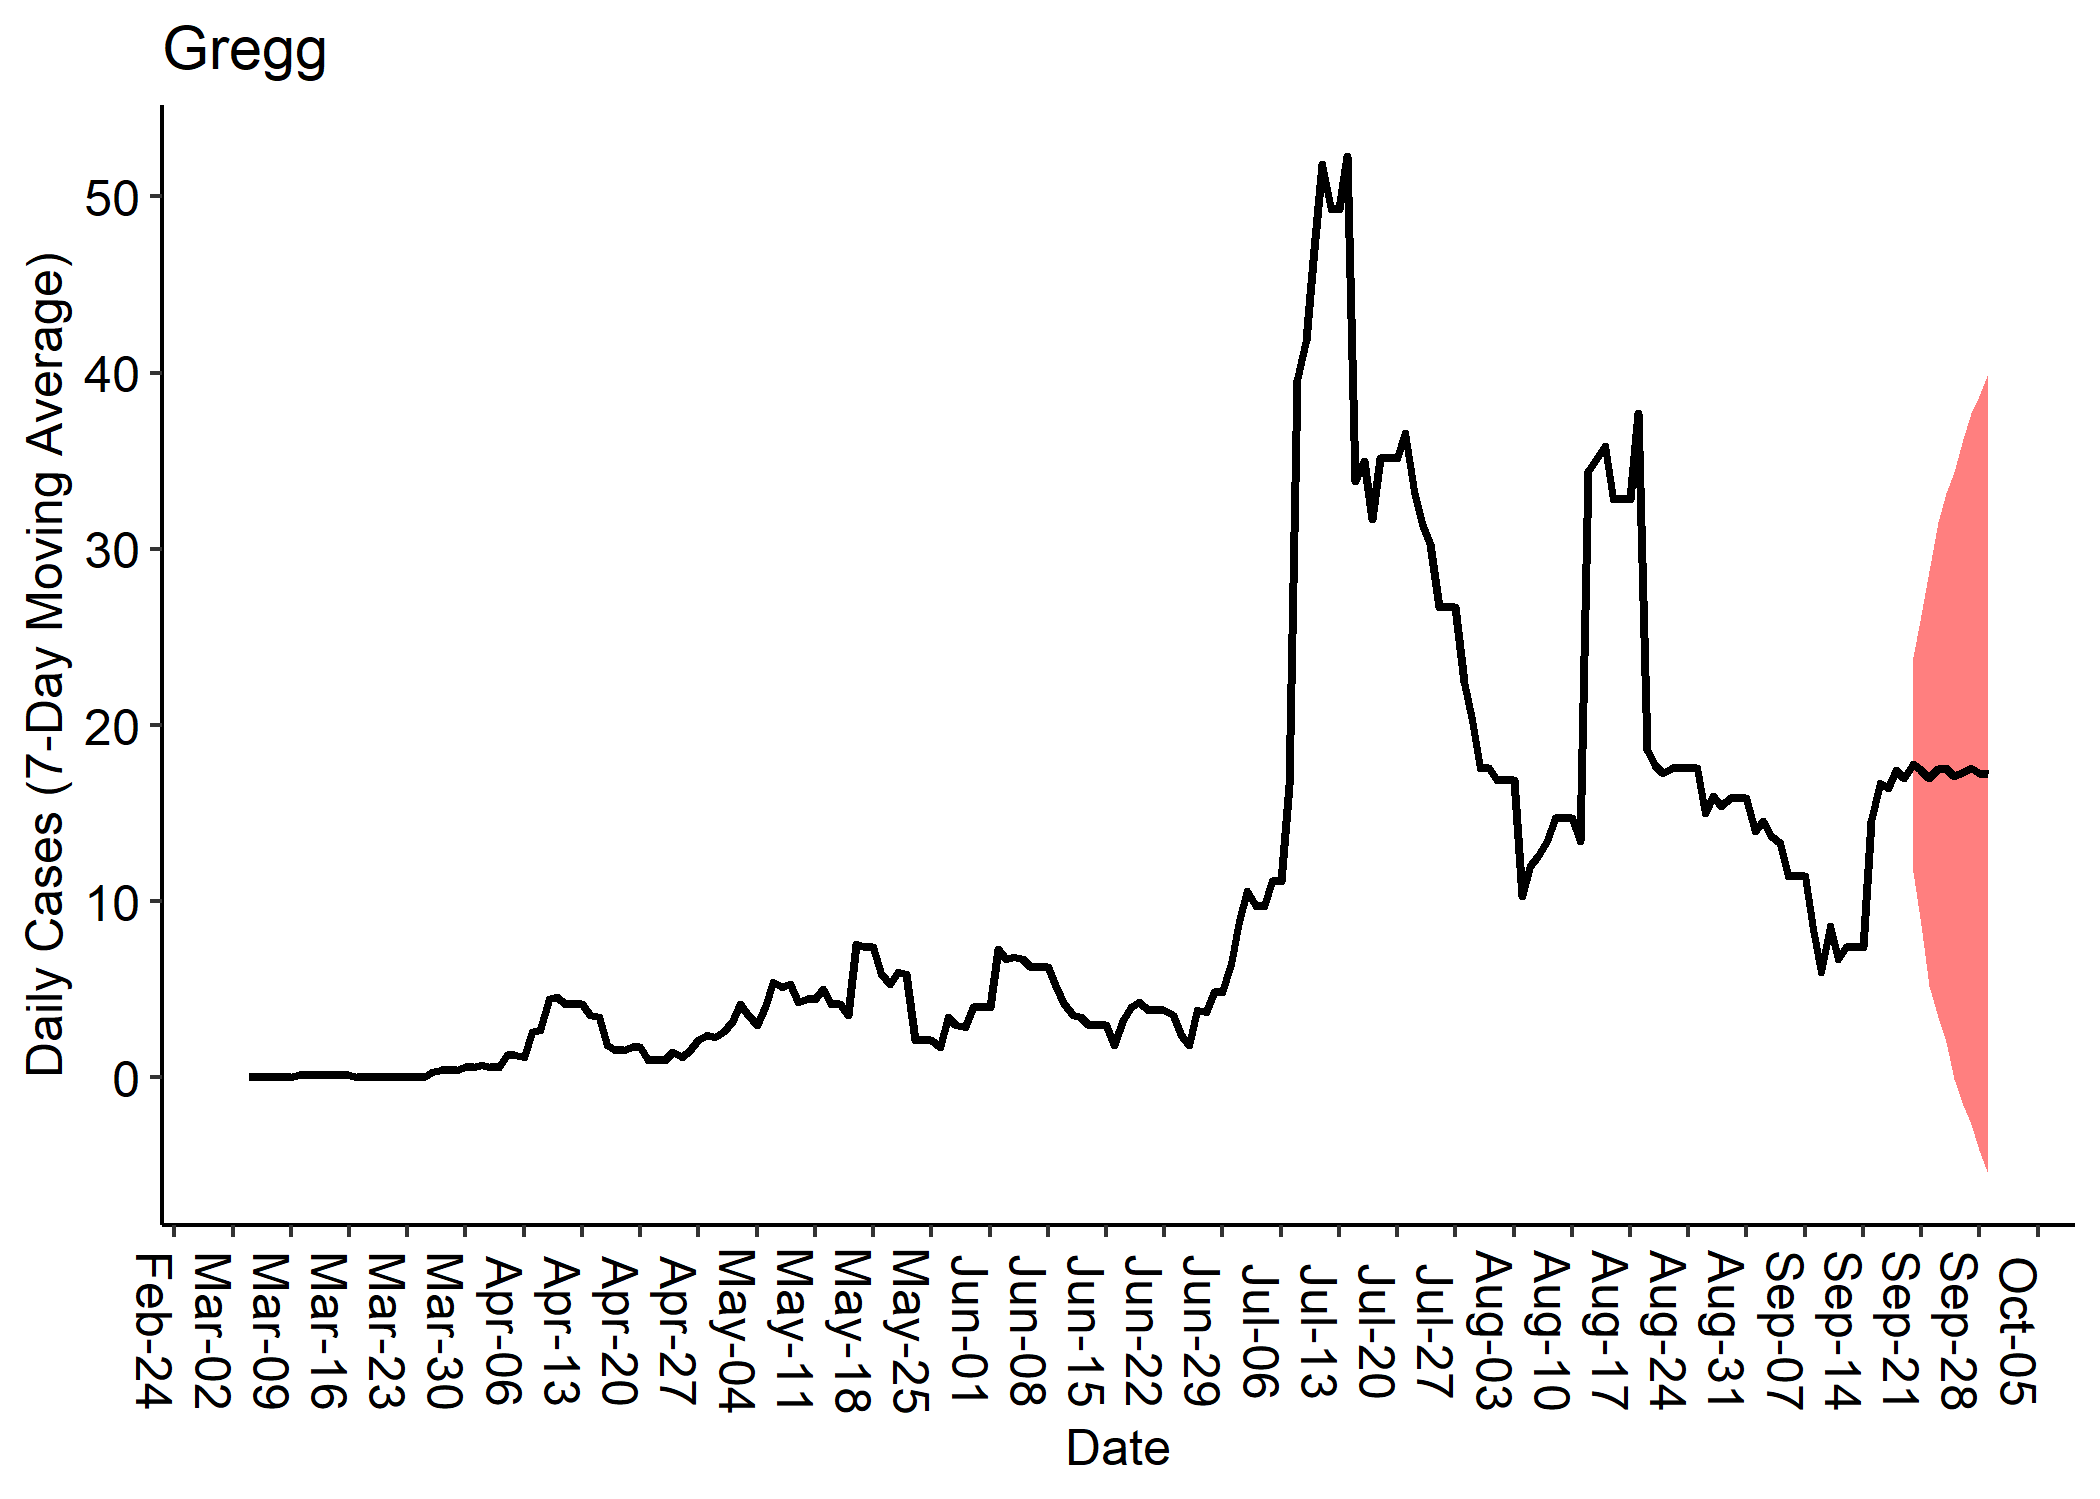 Gregg
Daily Cases (7-Day Moving Average)
50
40
30
20
10
0
Feb-24
Mar-02
Mar-09
Mar-16
Mar-23
Mar-30
Apr-06
Apr-13
Apr-20
Apr-27
May-04
May-11
May-18
May-25
Jun-01
Jun-08
Jun-15
Jun-22
Jun-29
Jul-06
Jul-13
Jul-20
Jul-27
Aug-03
Aug-10
Aug-17
Aug-24
Aug-31
Sep-07
Sep-14
Sep-21
Sep-28
Oct-05
Date